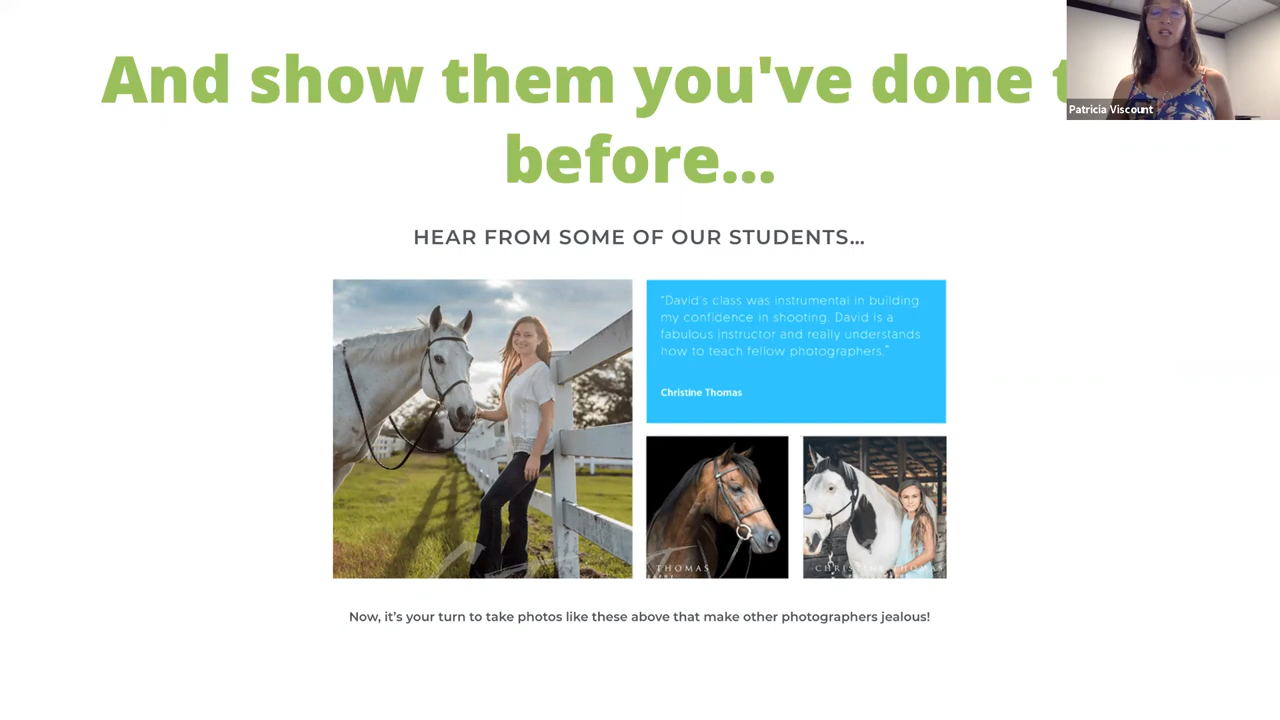 And show them you've done
before...
Patricia Viscount
HEAR FROM SOME OF OUR STUDENTS...
"David's class was instrumental in building
my confidence in shooting. David is a
fabulous instructor and really understands
how to teach fellow photographers."
Christine Thomas
THOMAS
CHRISTINE THOMAS
Now, it's your turn to take photos like these above that make other photographers jealous!